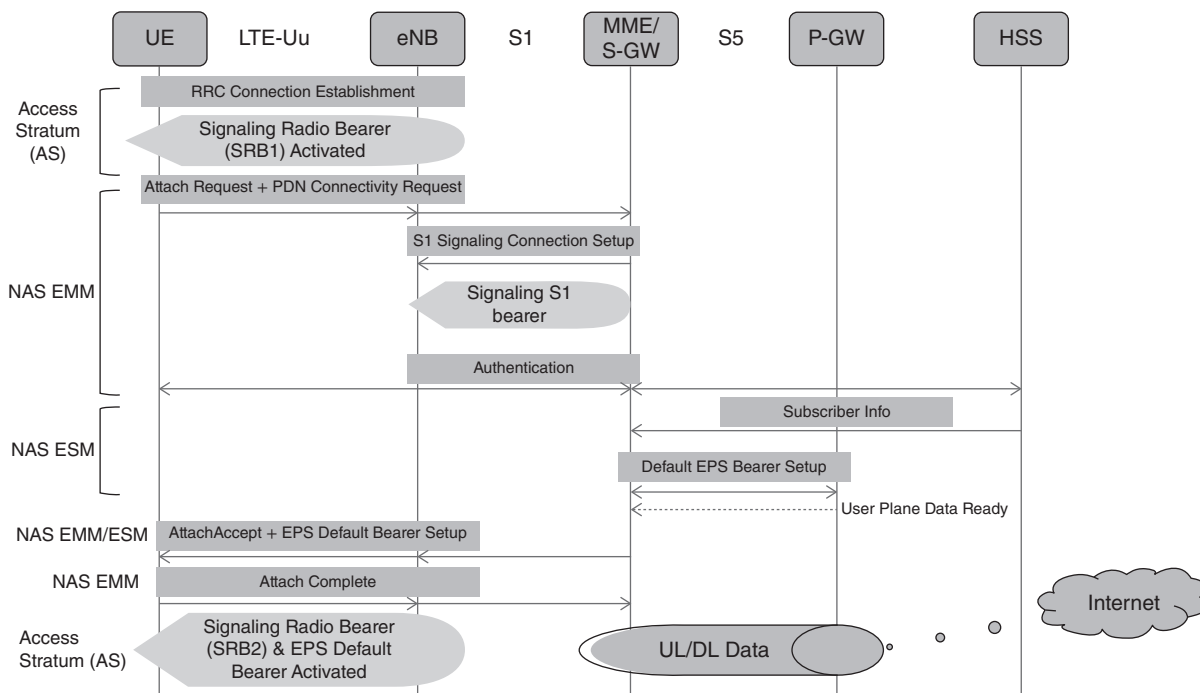 UE
LTE-Uu
eNB
S1
MME/
S-GW
S5
P-GW
HSS
RRC Connection Establishment
Access
Stratum
(AS)
Signaling Radio Bearer
(SRB1) Activated
Attach Request + PDN Connectivity Request
S1 Signaling Connection Setup
NAS EMM
Signaling S1
bearer
Authentication
Subscriber Info
NAS ESM
Default EPS Bearer Setup
User Plane Data Ready
NAS EMM/ESM
AttachAccept + EPS Default Bearer Setup
NAS EMM
Attach Complete
Internet
Access
Stratum (AS)
Signaling Radio Bearer
(SRB2) & EPS Default
Bearer Activated
UL/DL Data